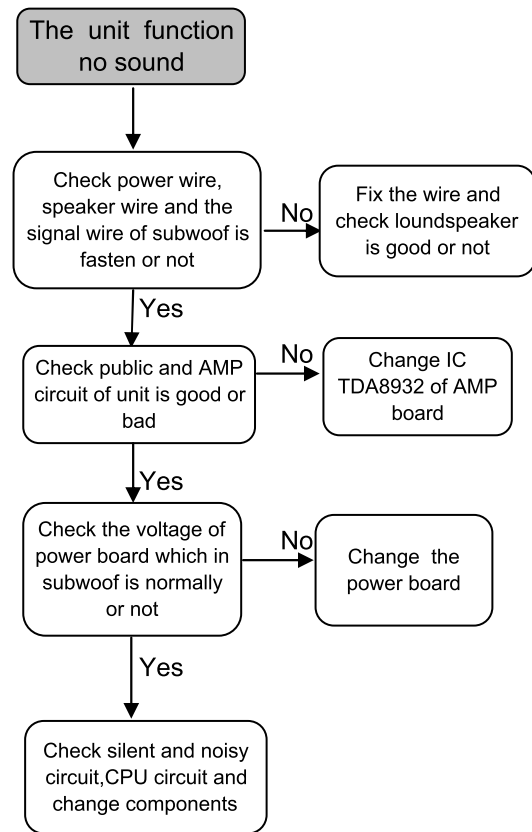 The unit function
no sound
Check power wire,
speaker wire and the
signal wire of subwoof is
fasten or not
No
Fix the wire and
check loundspeaker
is good or not
Yes
Check public and AMP
circuit of unit is good or
bad
No
Change IC
TDA8932 of AMP
board
Yes
Check the voltage of
power board which in
subwoof is normally
or not
No
Change the
power board
Yes
Check silent and noisy
circuit,CPU circuit and
change components